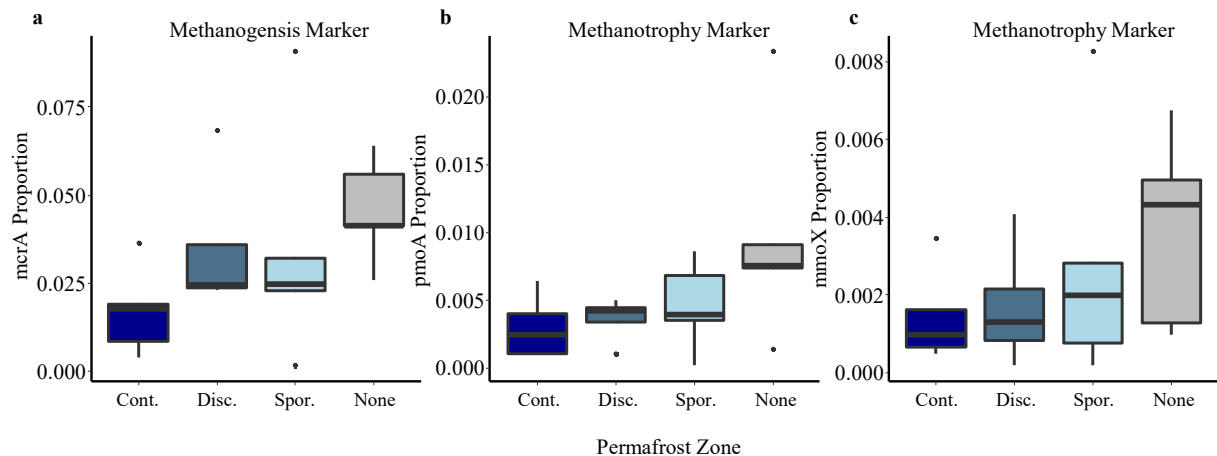 a
Methanogensis Marker
mcrA Proportion
0.075
0.050
0.025
0.000
Cont. Disc. Spor. None
b
Methanotrophy Marker
pmoA Proportion
0.020
0.015
0.010
0.005
0.000
Cont. Disc. Spor. None
c
Methanotrophy Marker
mmoX Proportion
0.008
0.006
0.004
0.002
0.000
Cont. Disc. Spor. None
Permafrost Zone